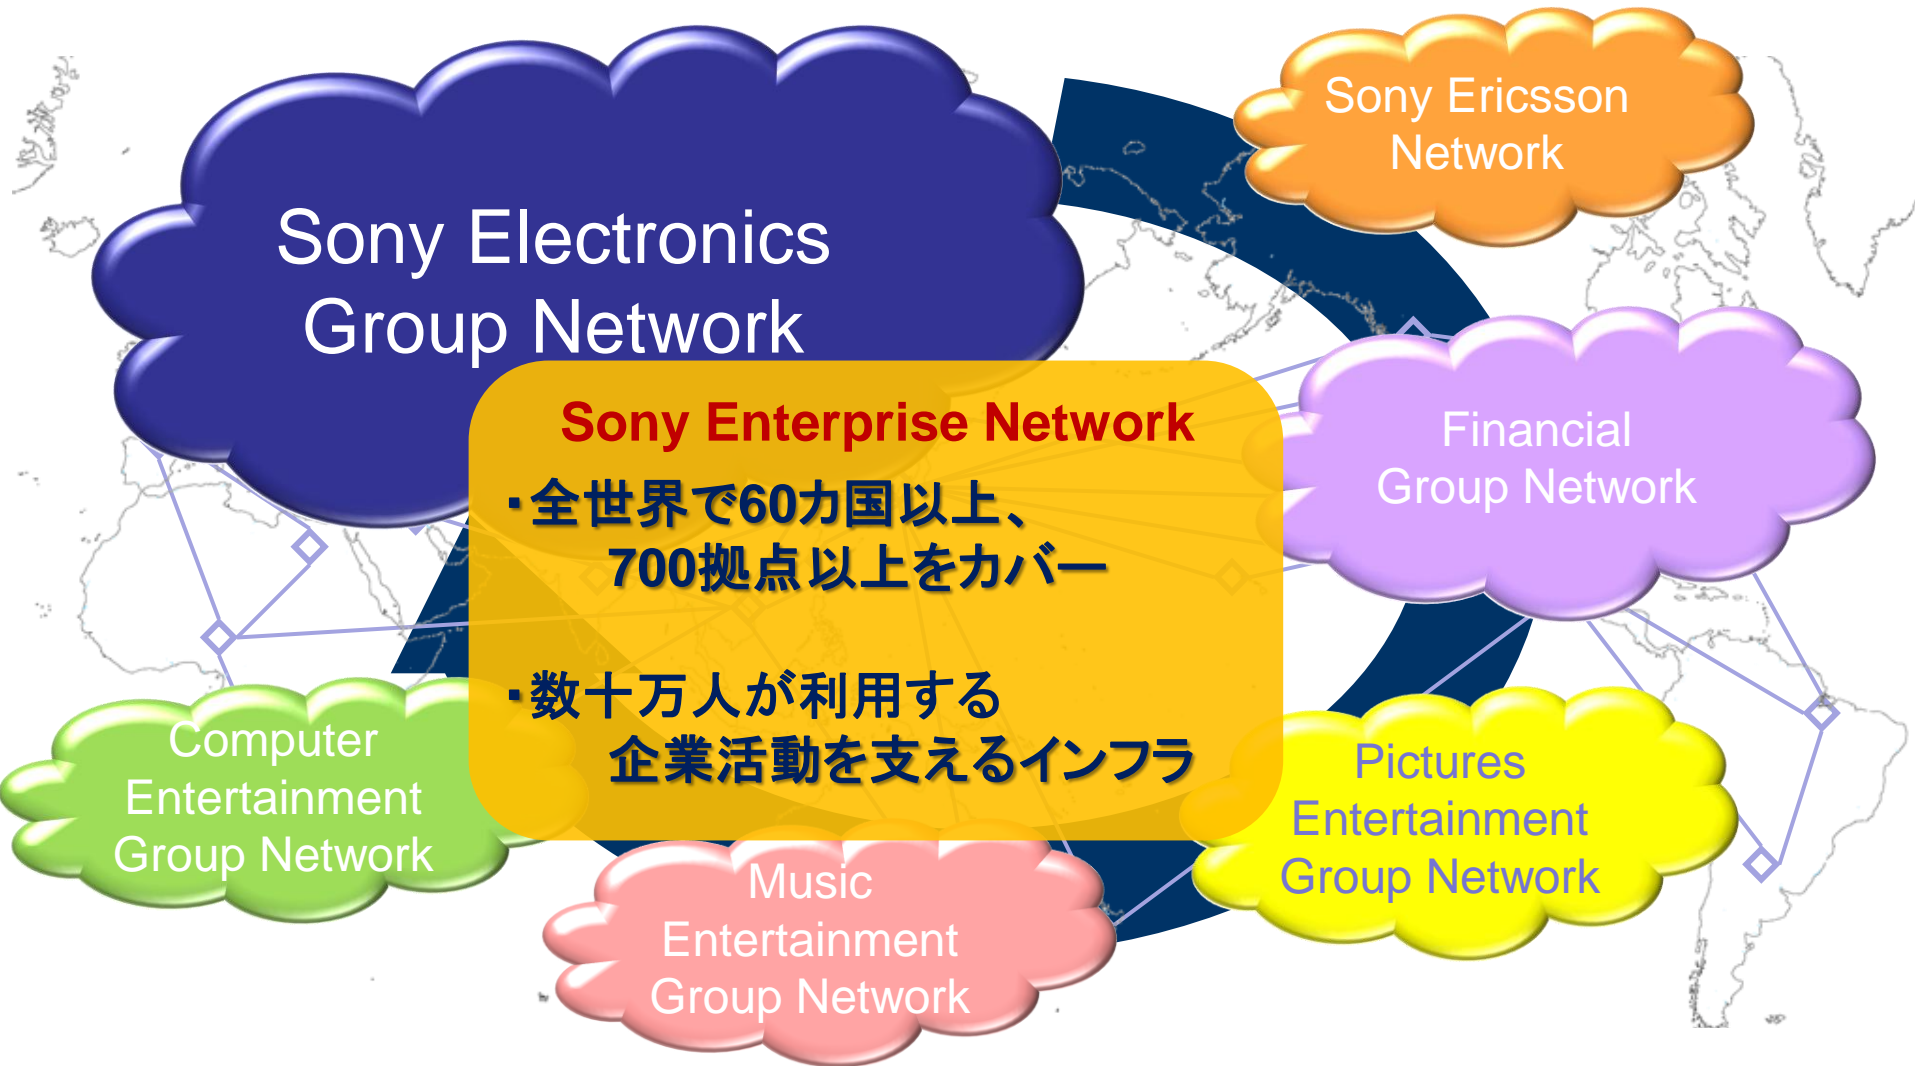 Sony Electronics
Group Network
Sony Ericsson
Network
Financial
Group Network
Sony Enterprise Network
・全世界で60カ国以上、
700拠点以上をカバー
・数十万人が利用する
企業活動を支えるインフラ
Computer
Entertainment
Group Network
Music
Entertainment
Group Network
Pictures
Entertainment
Group Network